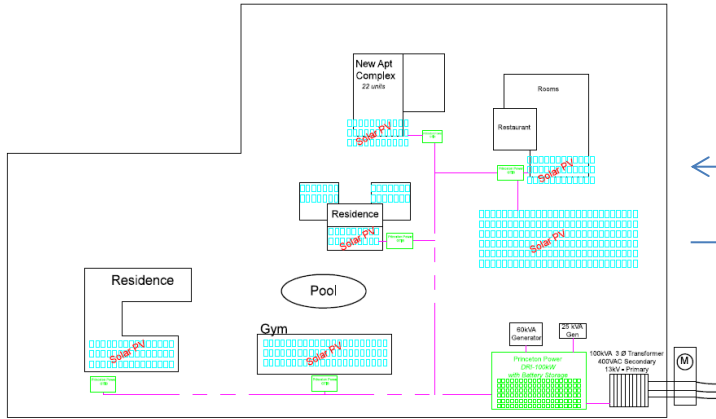 New Apt
Complex
22 units
Solar PV
Rooms
Restaurant
Solar PV
Residence
Solar PV
Solar PV
Residence
Solar PV
Pool
Gym
Solar PV
60kVA
Generator
25 kVA
Gen
Princeton Power
DRI-100kW
with Battery Storage
100kVA 3 Ø Transformer
400VAC Secondary
13kV - Primary
M